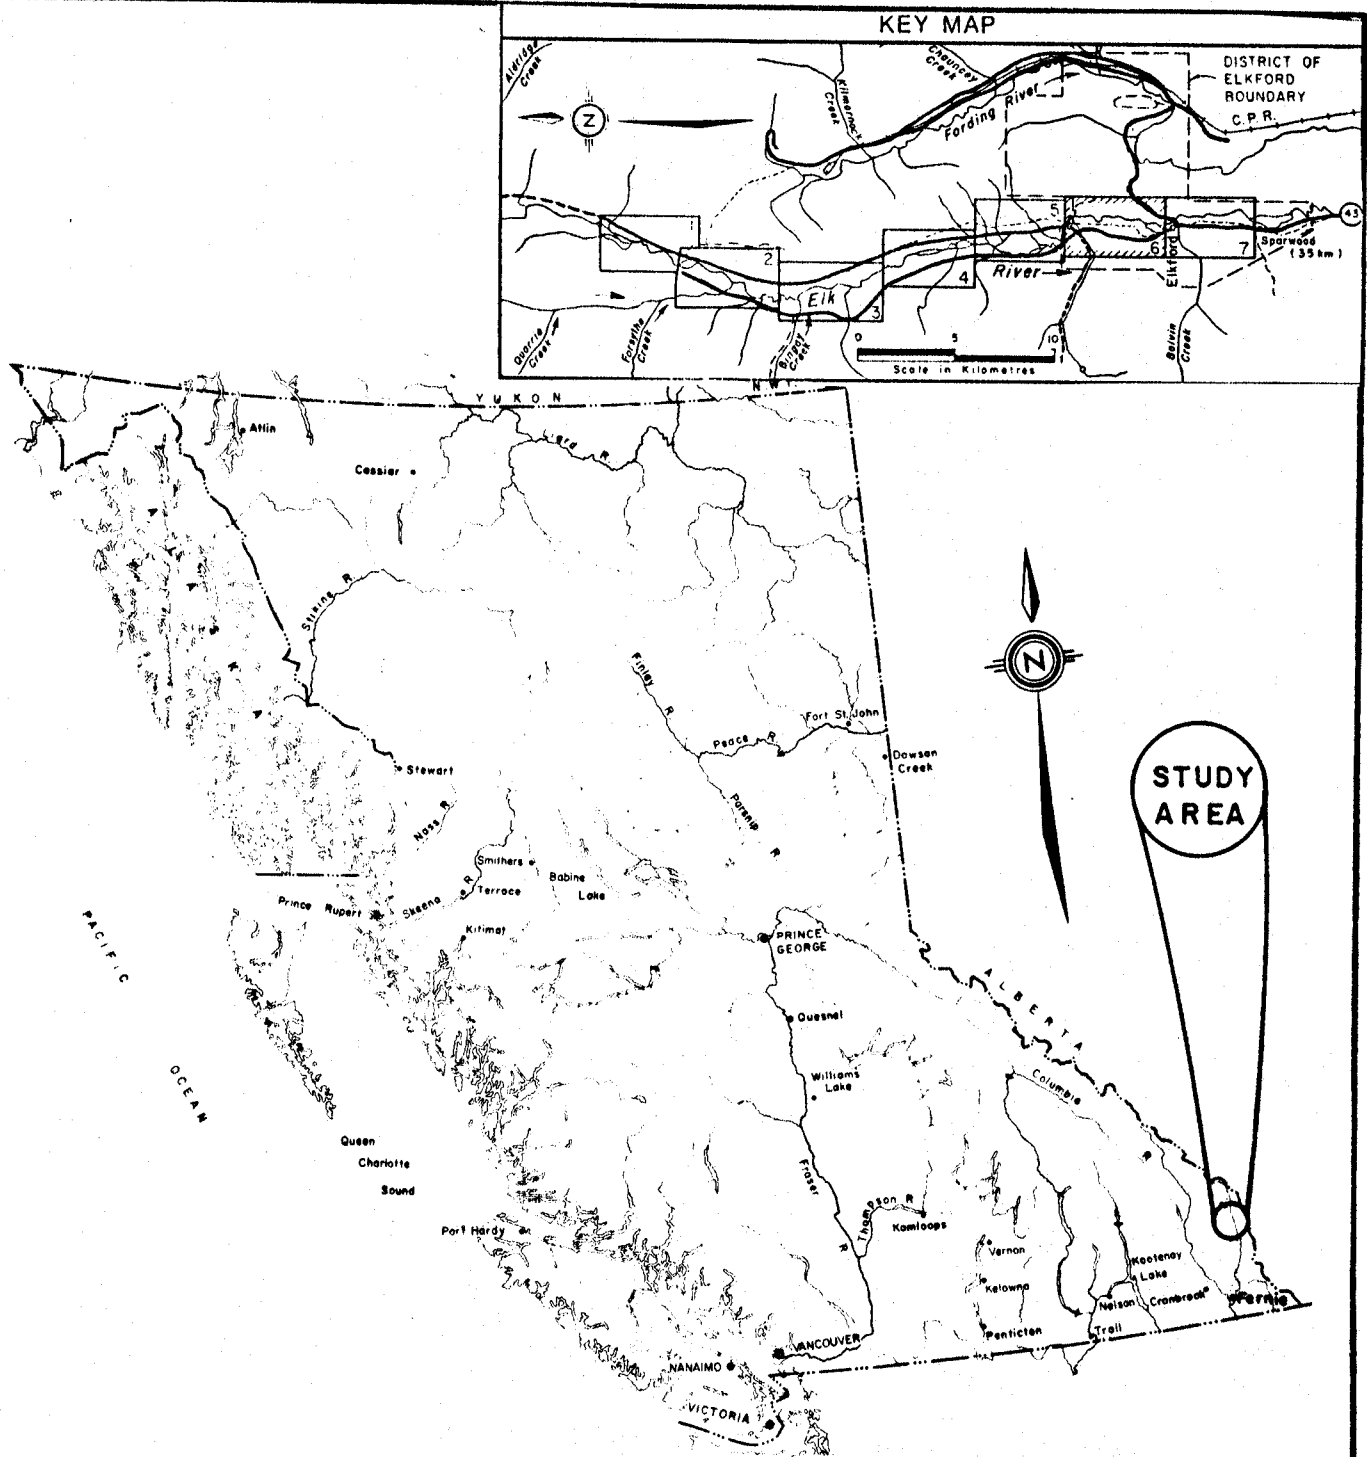 KEY MAP
Aldridge
Creek
Kilmarnock
Creek
Chauncey
Creek
Fording River
DISTRICT OF
ELKFORD
BOUNDARY
C.P.R.
Z
43
Sparwood
(35km)
2
3
4
5
6
7
Elkford
River
Elk
Quarrie
Creek
Forsythe
Creek
Bingay
Creek
Boivin
Creek
0 5 10
Scale in Kilometres
YUKON
NWT
Atlin
Cassiar
Liard R.
ALASKA
Stikine R
Finlay R
Fort St. John
Peace R
Dawson
Creek
Parsnip R
Stewart
Nass R
Z
STUDY
AREA
Smithers
Babine
Lake
Terrace
Skeena R
Prince Rupert
Kitimat
PRINCE
GEORGE
PACIFIC
OCEAN
ALBERTA
Quesnel
Williams
Lake
Columbia
Queen
Charlotte
Sound
Fraser R
Thompson R
Kamloops
Port Hardy
Vernon
Kelowna
Kootenay
Lake
Nelson
Cranbrook
Fernie
Penticton
Trail
VANCOUVER
NANAIMO
VICTORIA